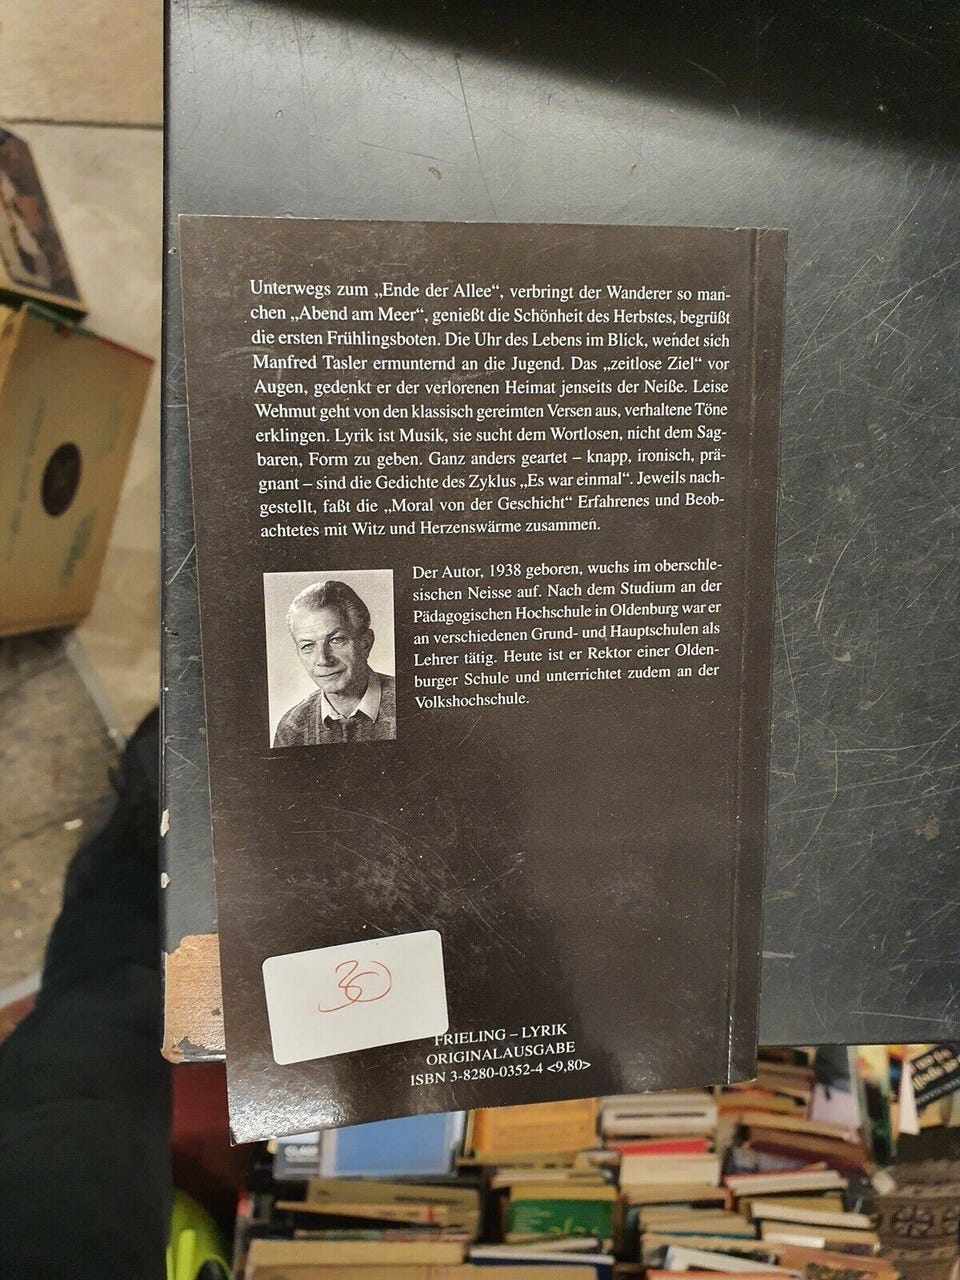 Unterwegs zum „Ende der Allee“, verbringt der Wanderer so man-
chen „Abend am Meer“, genießt die Schönheit des Herbstes, begrüßt
die ersten Frühlingsboten. Die Uhr des Lebens im Blick, wendet sich
Manfred Tasler ermunternd an die Jugend. Das „zeitlose Ziel“ vor
Augen, gedenkt er der verlorenen Heimat jenseits der Neiße. Leise
Wehmut geht von den klassisch gereimten Versen aus, verhaltene Töne
erklingen. Lyrik ist Musik, sie sucht dem Wortlosen, nicht dem Sag-
baren, Form zu geben. Ganz anders geartet – knapp, ironisch, prä-
gnant – sind die Gedichte des Zyklus „Es war einmal“. Jeweils nach-
gestellt, faßt die „Moral von der Geschicht“ Erfahrenes und Beob-
achtetes mit Witz und Herzenswärme zusammen.
Der Autor, 1938 geboren, wuchs im oberschle-
sischen Neisse auf. Nach dem Studium an der
Pädagogischen Hochschule in Oldenburg war er
an verschiedenen Grund- und Hauptschulen als
Lehrer tätig. Heute ist er Rektor einer Olden-
burger Schule und unterrichtet zudem an der
Volkshochschule.
30
FRIELING – LYRIK
ORIGINALAUSGABE
ISBN 3-8280-0352-4 <9,80>